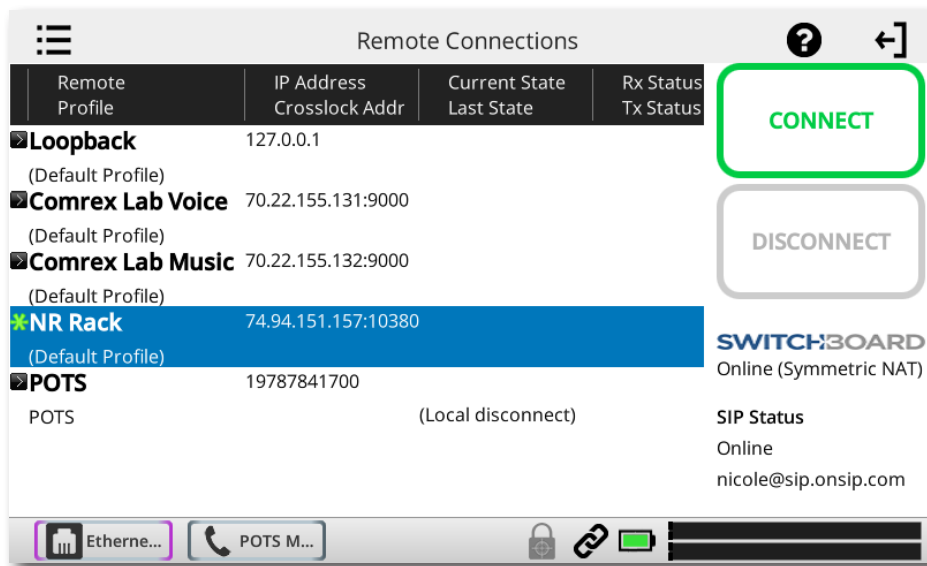 Remote Connections
?
Remote IP Address Current State Rx Status
Profile Crosslock Addr Last State Tx Status
CONNECT
Loopback 127.0.0.1
(Default Profile)
Comrex Lab Voice 70.22.155.131:9000
(Default Profile)
DISCONNECT
Comrex Lab Music 70.22.155.132:9000
(Default Profile)
NR Rack 74.94.151.157:10380
SWITCHBOARD
(Default Profile)
Online (Symmetric NAT)
POTS 19787841700
POTS (Local disconnect)
SIP Status
Online
nicole@sip.onsip.com
Etherne... POTS M...